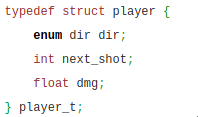 typedef struct player {
enum dir dir;
int next_shot;
float dmg;
} player_t;